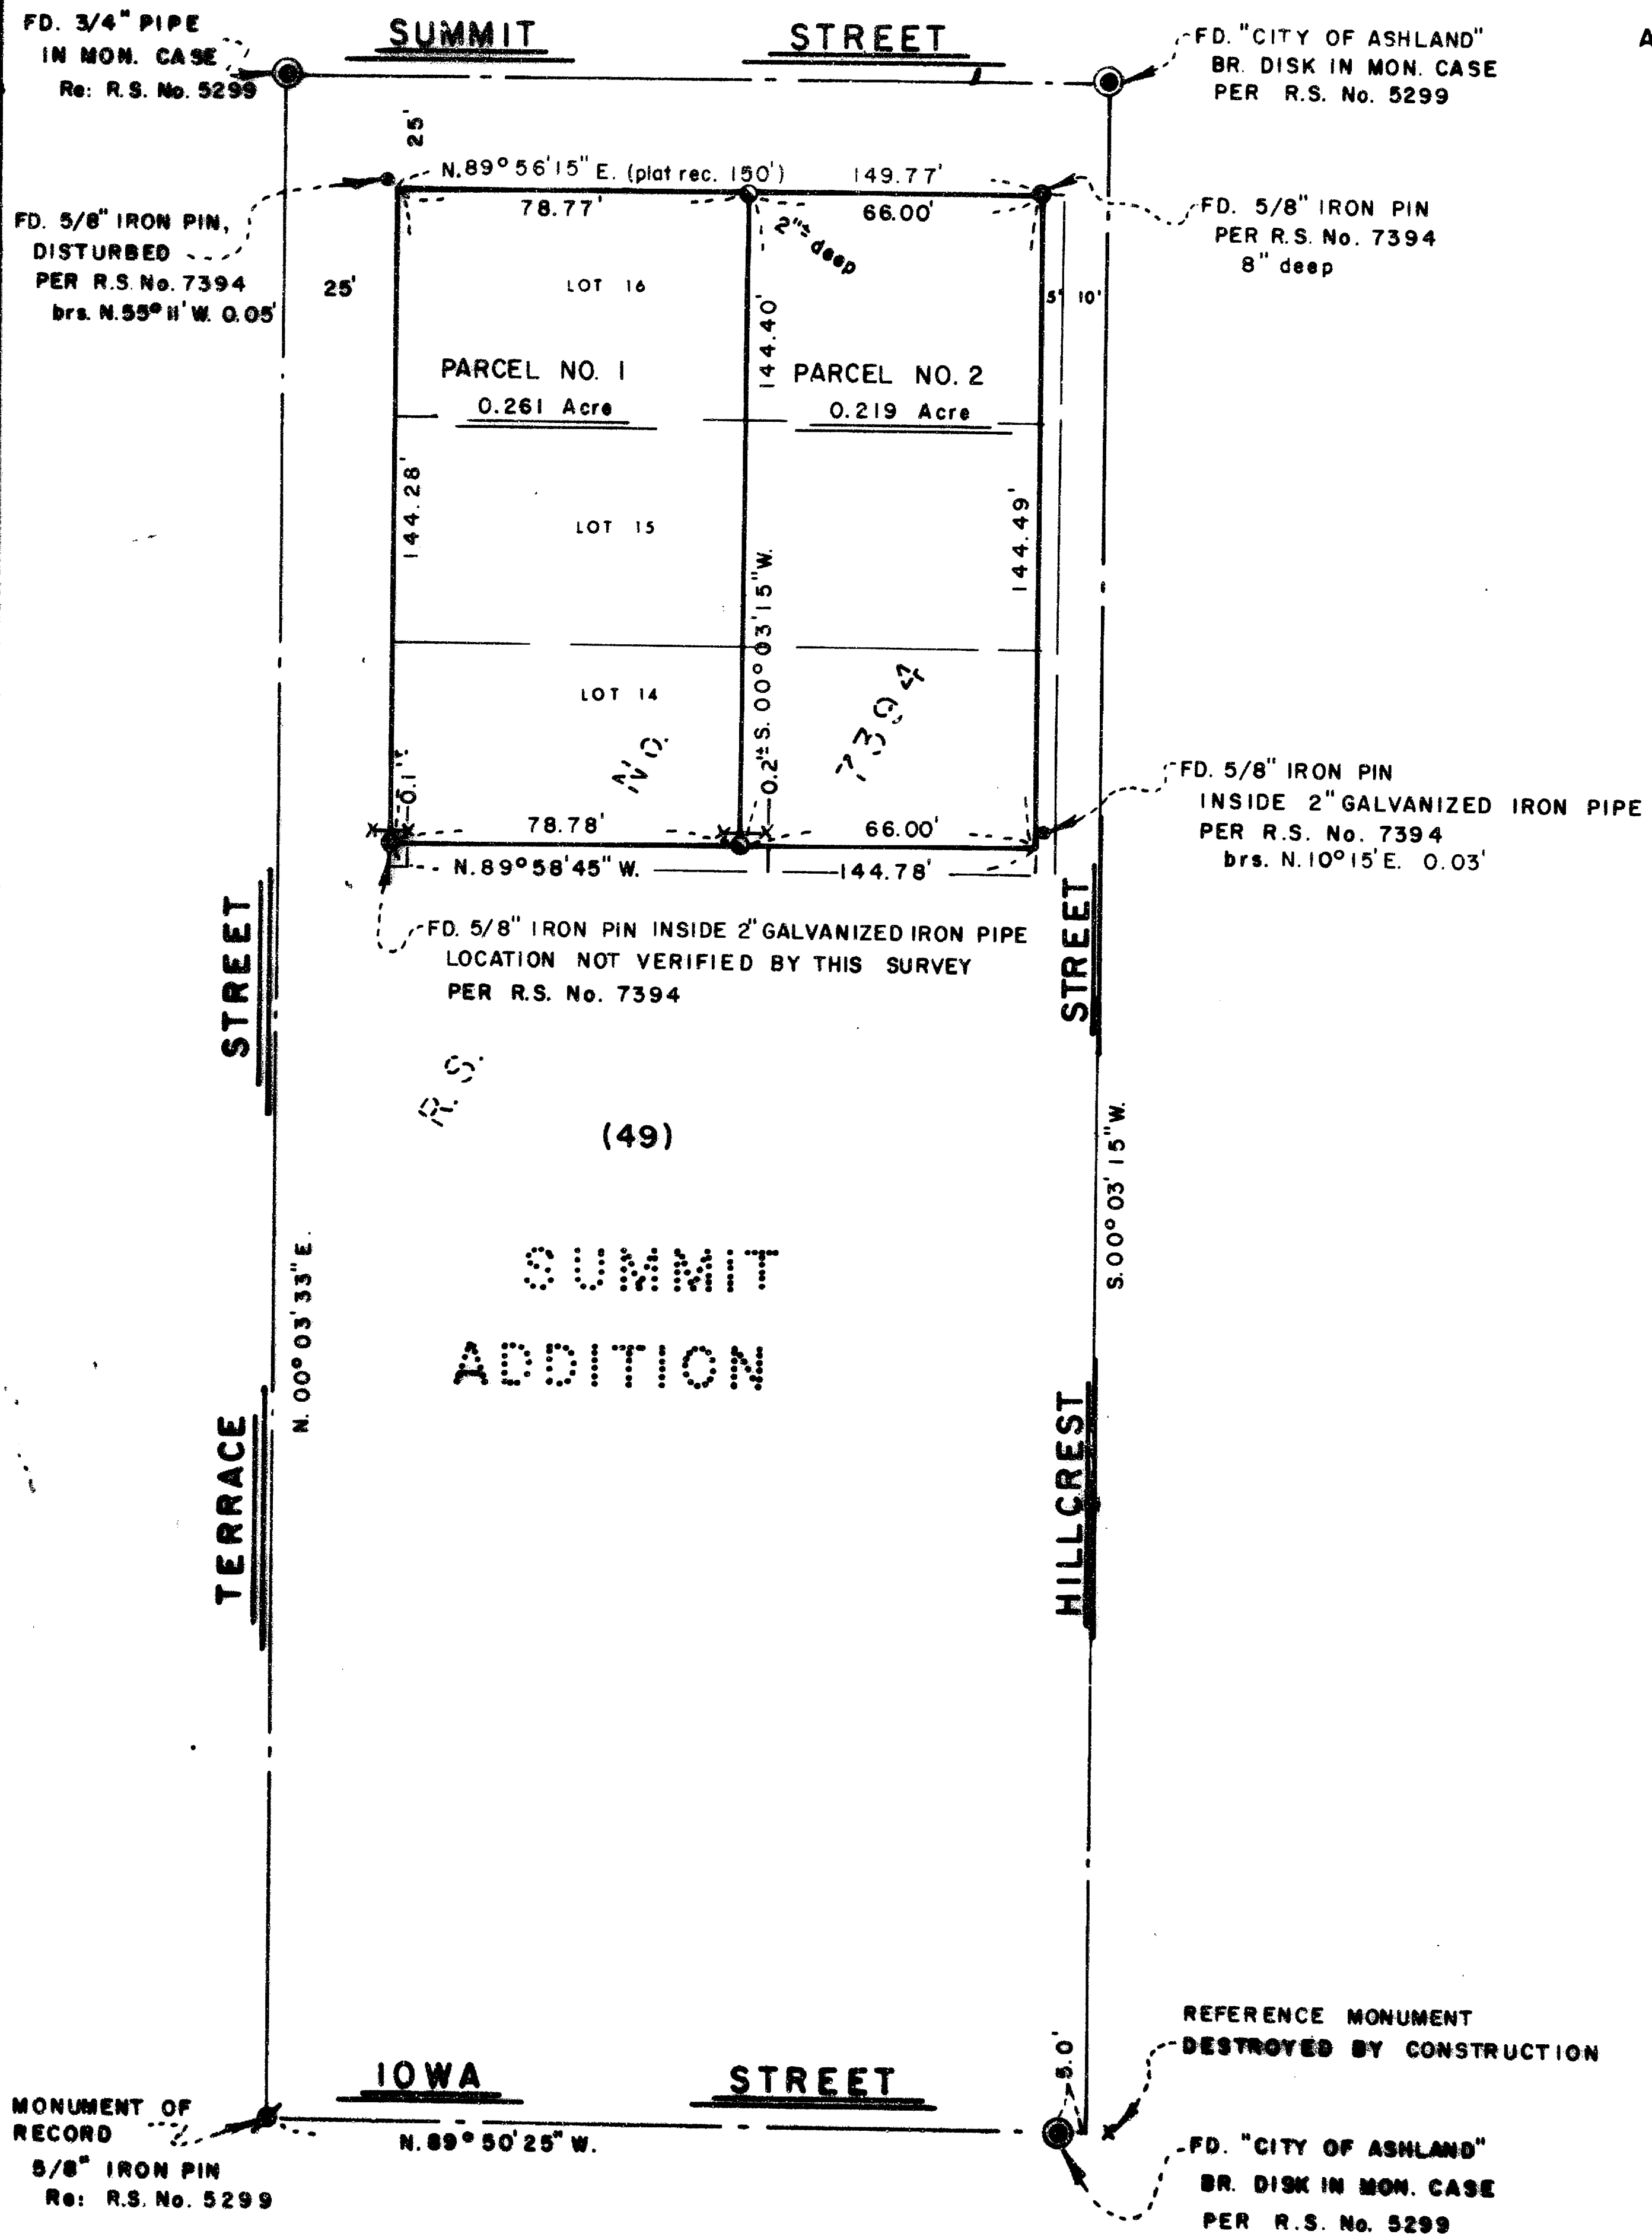 FD. 3/4" PIPE
IN MON. CASE
Re: R.S. No. 5299
SUMMIT STREET
FD. "CITY OF ASHLAND"
BR. DISK IN MON. CASE
PER R.S. No. 5299
A
25'
N. 89° 56' 15" E. (plat rec. 150') 149.77'
78.77' 66.00'
2"± deep
FD. 5/8" IRON PIN,
DISTURBED
PER R.S. No. 7394
brs. N. 55° 11' W. 0.05'
FD. 5/8" IRON PIN
PER R.S. No. 7394
8" deep
25'
LOT 16
5' 10'
144.40'
PARCEL NO. 1
0.261 Acre
PARCEL NO. 2
0.219 Acre
144.28'
LOT 15
144.49'
S. 00° 03' 15" W.
LOT 14
NO. 7394
0.1'±
0.2'±
78.78' 66.00'
N. 89° 58' 45" W. 144.78'
FD. 5/8" IRON PIN
INSIDE 2" GALVANIZED IRON PIPE
PER R.S. No. 7394
brs. N. 10° 15' E. 0.03'
FD. 5/8" IRON PIN INSIDE 2" GALVANIZED IRON PIPE
LOCATION NOT VERIFIED BY THIS SURVEY
PER R.S. No. 7394
R.S.
(49)
SUMMIT
ADDITION
TERRACE STREET
N. 00° 03' 33" E.
HILLCREST STREET
S. 00° 03' 15" W.
REFERENCE MONUMENT
DESTROYED BY CONSTRUCTION
5.0'
IOWA STREET
N. 89° 50' 25" W.
MONUMENT OF
RECORD
5/8" IRON PIN
Re: R.S. No. 5299
FD. "CITY OF ASHLAND"
BR. DISK IN MON. CASE
PER R.S. No. 5299